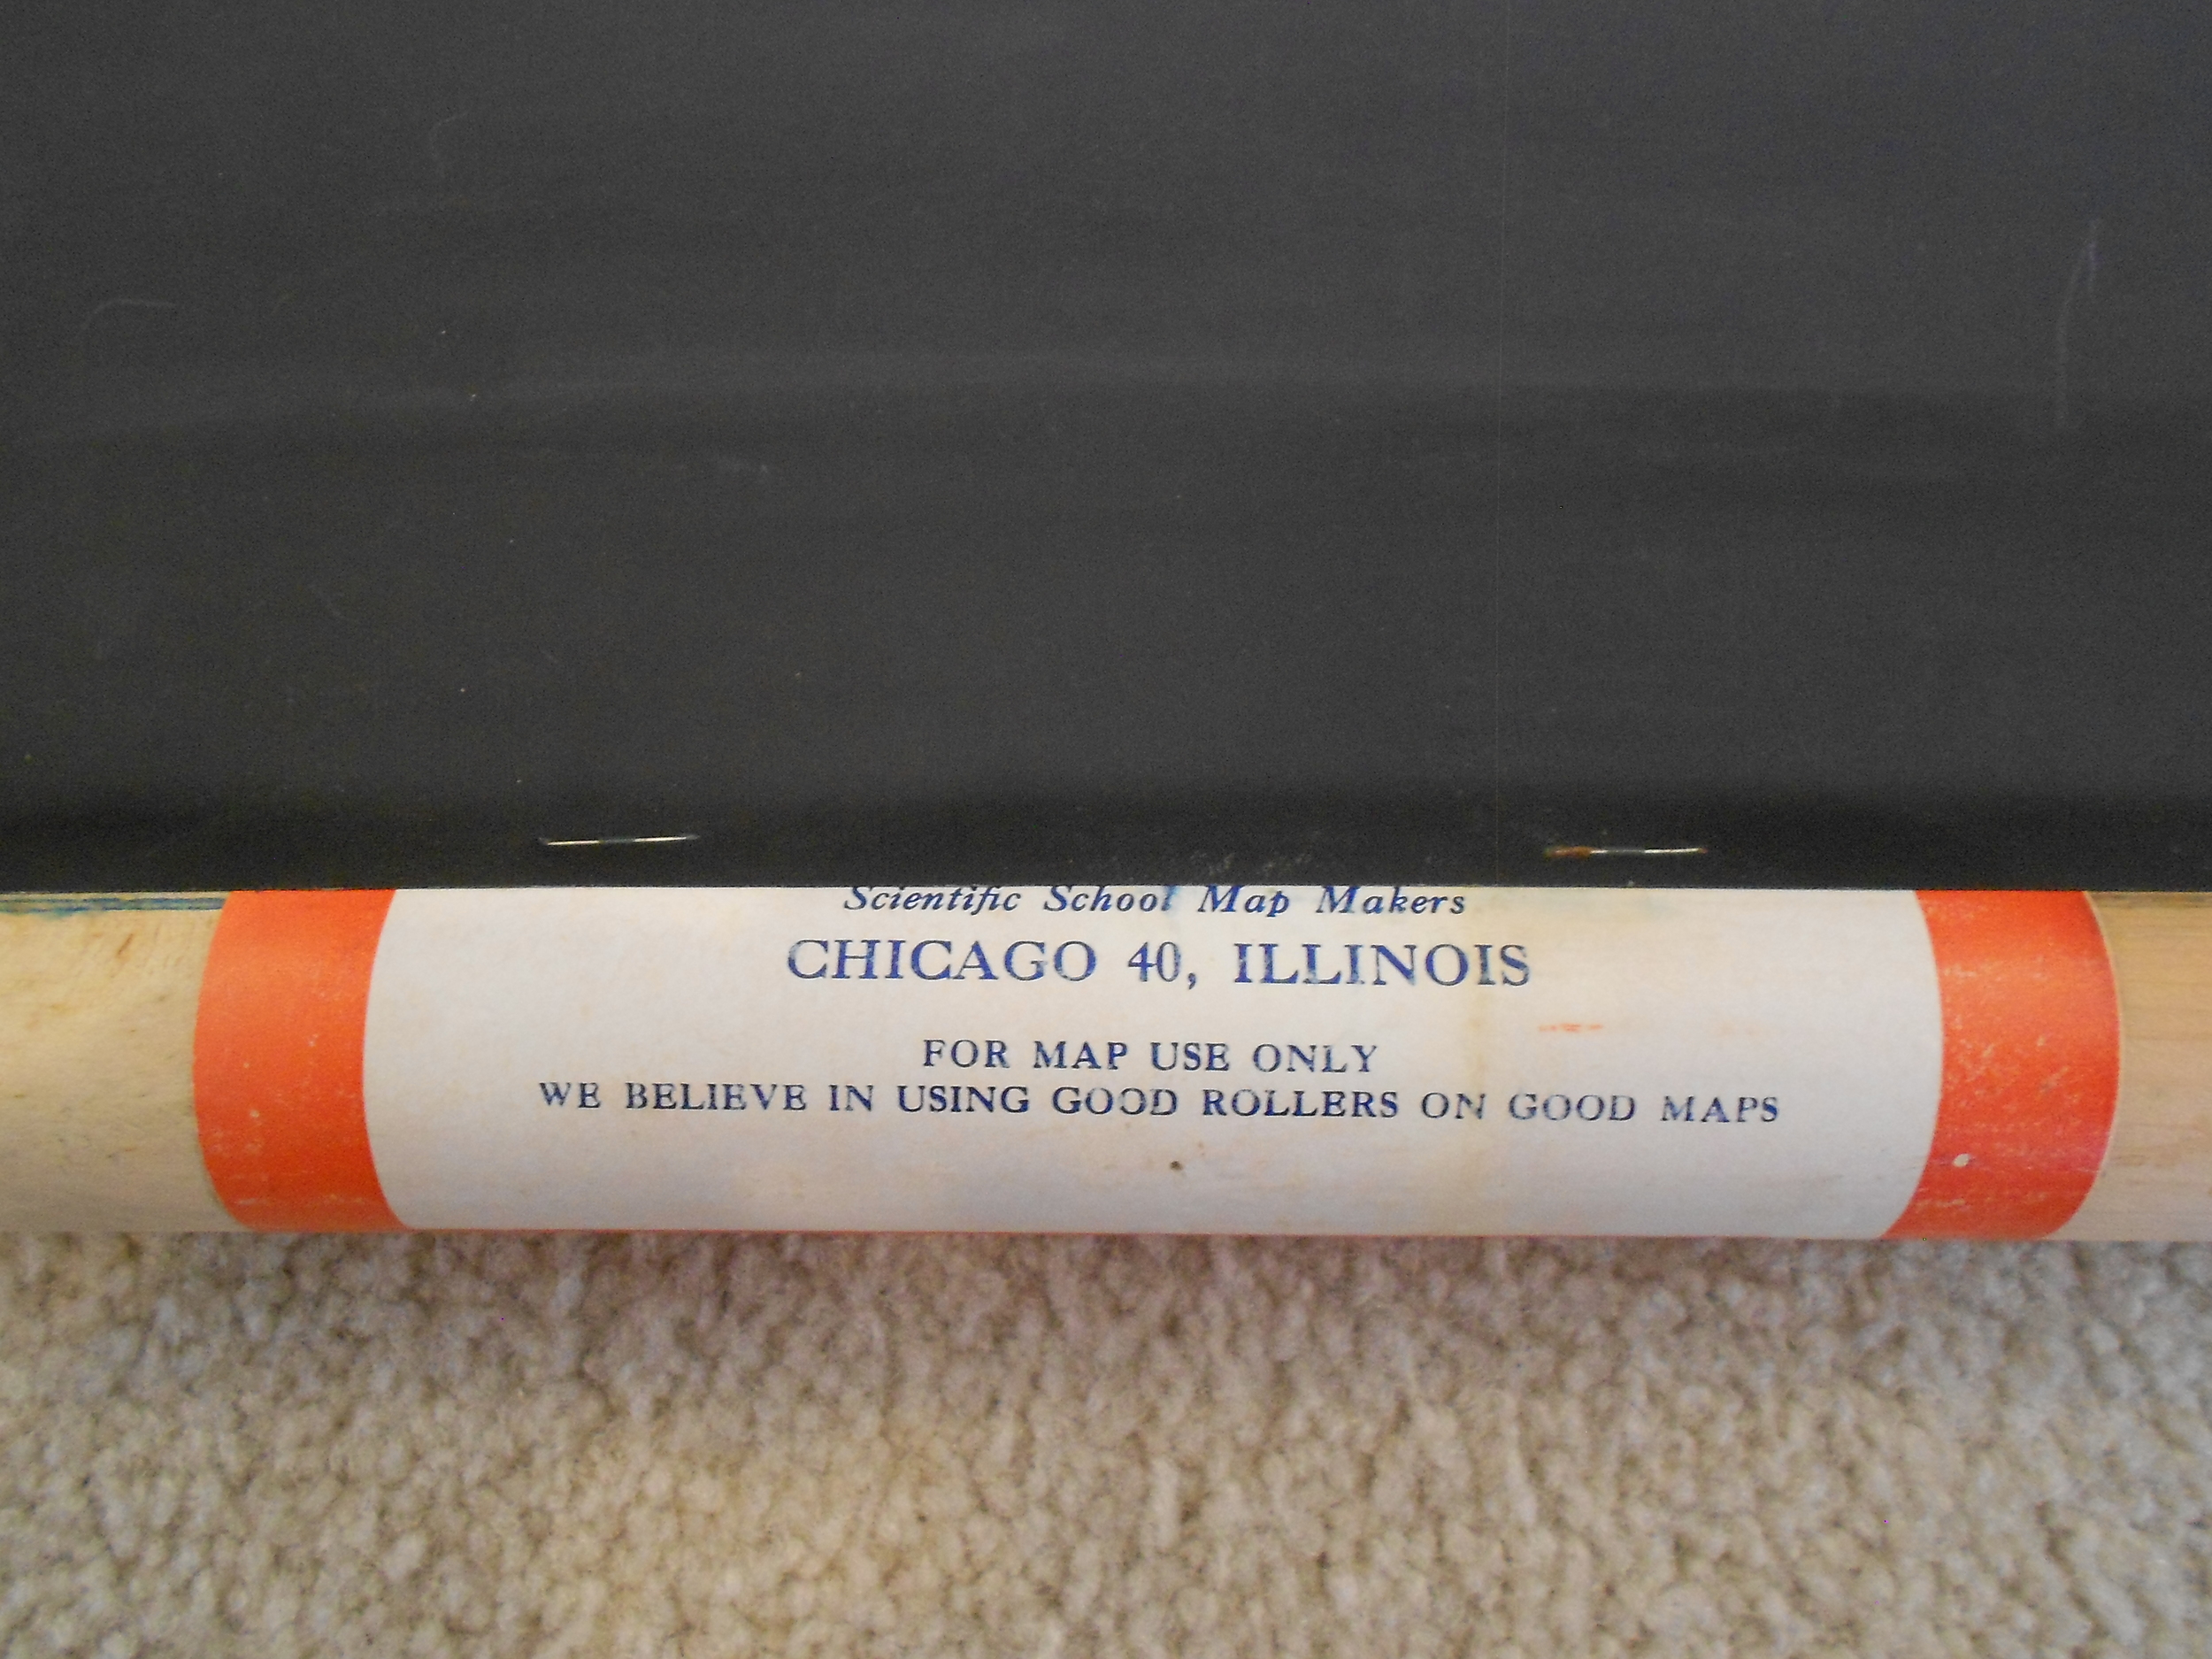 Scientific School Map Makers
CHICAGO 40, ILLINOIS
FOR MAP USE ONLY
WE BELIEVE IN USING GOOD ROLLERS ON GOOD MAPS